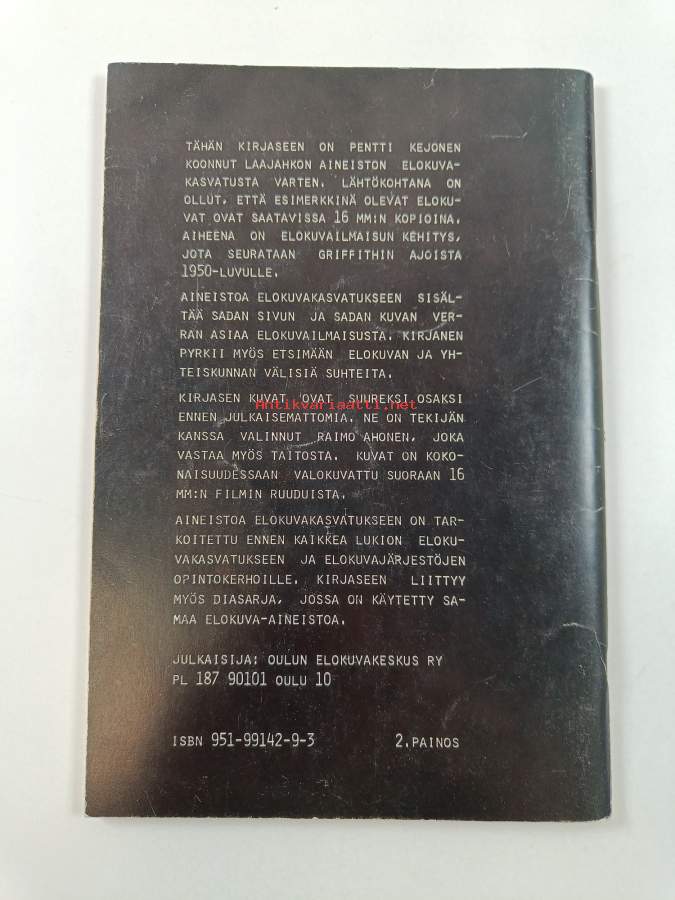 TÄHÄN KIRJASEEN ON PENTTI KEJONEN
KOONNUT LAAJAHKON AINEISTON ELOKUVA-
KASVATUSTA VARTEN. LÄHTÖKOHTANA ON
OLLUT, ETTÄ ESIMERKKINÄ OLEVAT ELOKU-
VAT OVAT SAATAVISSA 16 MM:N KOPIOINA.
AIHEENA ON ELOKUVAILMAISUN KEHITYS,
JOTA SEURATAAN GRIFFITHIN AJOISTA
1950-LUVULLE.
AINEISTOA ELOKUVAKASVATUKSEEN SISÄL-
TÄÄ SADAN SIVUN JA SADAN KUVAN VER-
RAN ASIAA ELOKUVAILMAISUSTA. KIRJANEN
PYRKII MYÖS ETSIMÄÄN ELOKUVAN JA YH-
TEISKUNNAN VÄLISIÄ SUHTEITA.
KIRJASEN KUVAT OVAT SUUREKSI OSAKSI
Antikvariaatti.net
ENNEN JULKAISEMATTOMIA. NE ON TEKIJÄN
KANSSA VALINNUT RAIMO AHONEN, JOKA
VASTAA MYÖS TAITOSTA. KUVAT ON KOKO-
NAISUUDESSAAN VALOKUVATTU SUORAAN 16
MM:N FILMIN RUUDUISTA.
AINEISTOA ELOKUVAKASVATUKSEEN ON TAR-
KOITETTU ENNEN KAIKKEA LUKION ELOKU-
VAKASVATUKSEEN JA ELOKUVAJÄRJESTÖJEN
OPINTOKERHOILLE. KIRJASEEN LIITTYY
MYÖS DIASARJA, JOSSA ON KÄYTETTY SA-
MAA ELOKUVA-AINEISTOA.
JULKAISIJA: OULUN ELOKUVAKESKUS RY
PL 187 90101 OULU 10
ISBN 951-99142-9-3 2.PAINOS